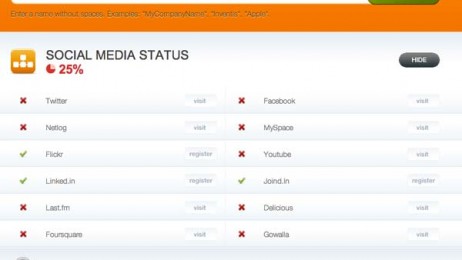 Enter a name without spaces. Examples: "MyCompanyName", "Inventis", "Apple".
SOCIAL MEDIA STATUS
25%
HIDE
Twitter visit Facebook visit
Netlog visit MySpace visit
Flickr register Youtube visit
Linked.in register Joind.in register
Last.fm visit Delicious visit
Foursquare visit Gowalla visit